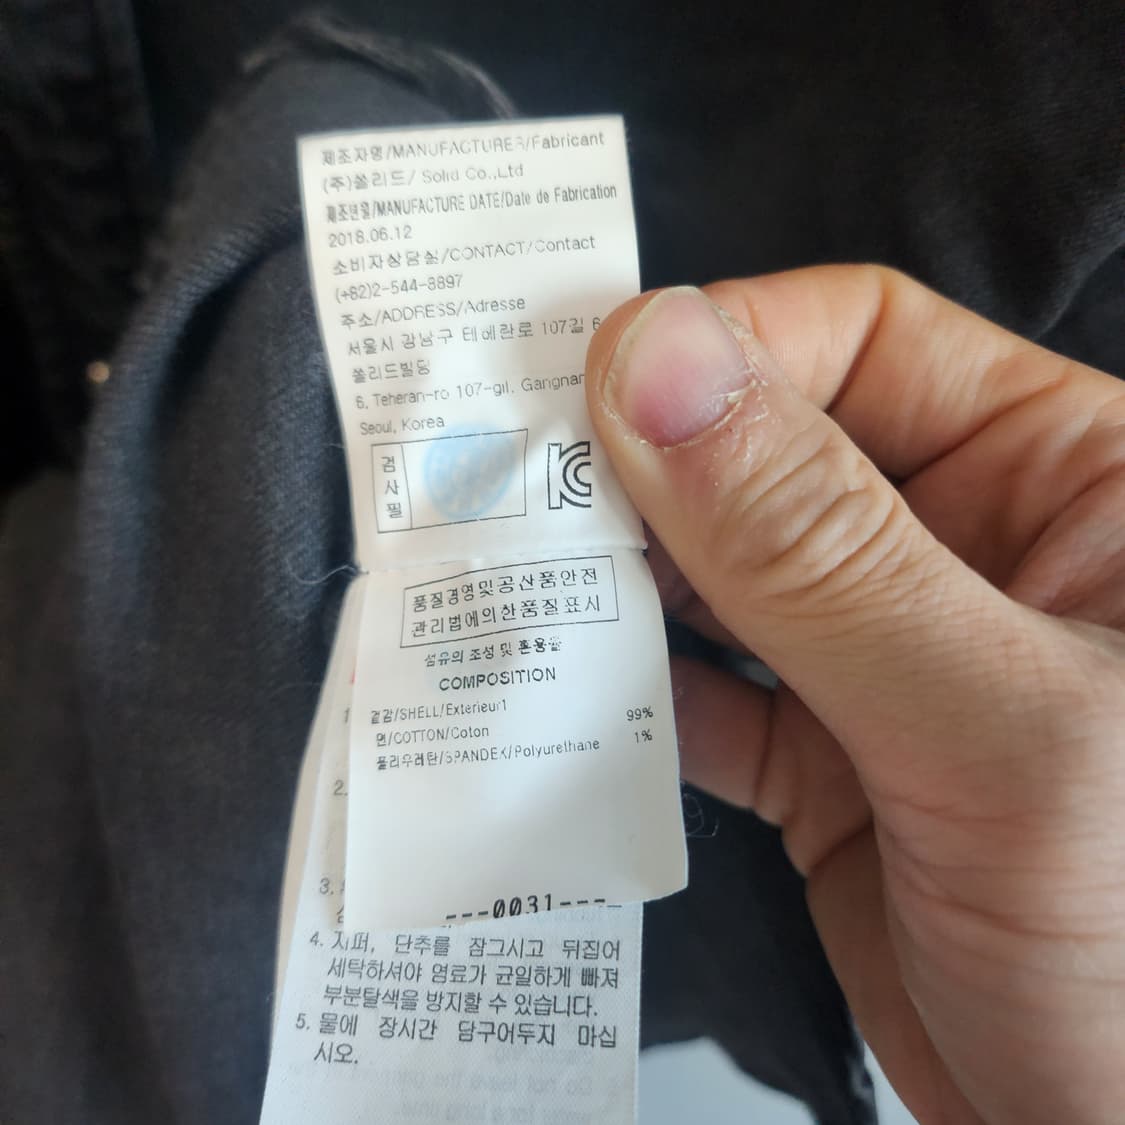 제조자명/MANUFACTURER/Fabricant
(주)쏠리드/ Solid Co.,Ltd
제조년월/MANUFACTURE DATE/Date de Fabrication
2018.06.12
소비자상담실/CONTACT/Contact
(+82)2-544-8897
주소/ADDRESS/Adresse
서울시 강남구 테헤란로 107길 6
쏠리드빌딩
6, Teheran-ro 107-gil, Gangnam
Seoul, Korea
검사필
KC
품질경영및공산품안전
관리법에의한품질표시
섬유의 조성 및 혼용율
COMPOSITION
겉감/SHELL/Exterieur1
면/COTTON/Coton 99%
폴리우레탄/SPANDEX/Polyurethane 1%
2.
3.
---0031---
4. 지퍼, 단추를 잠그시고 뒤집어
세탁하셔야 염료가 균일하게 빠져
부분탈색을 방지할 수 있습니다.
5. 물에 장시간 담구어두지 마십
시오.